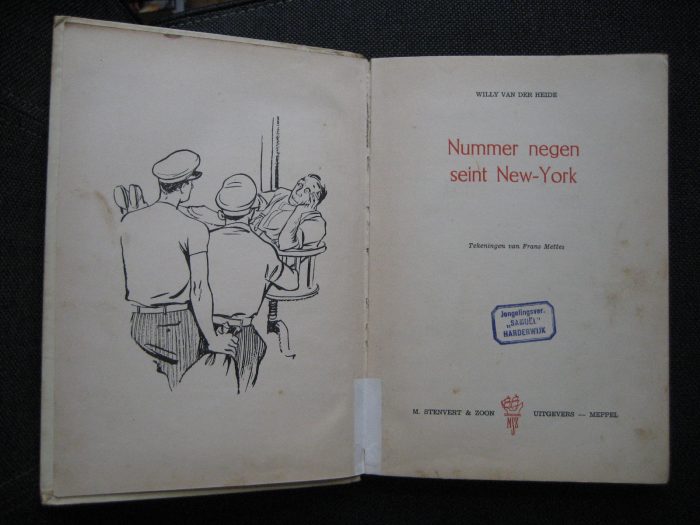 WILLY VAN DER HEIDE
Nummer negen
seint New-York
Tekeningen van Frans Mettes
Jongelingsver.
„SAMUËL"
HARDERWIJK
M. STENVERT & ZOON UITGEVERS — MEPPEL